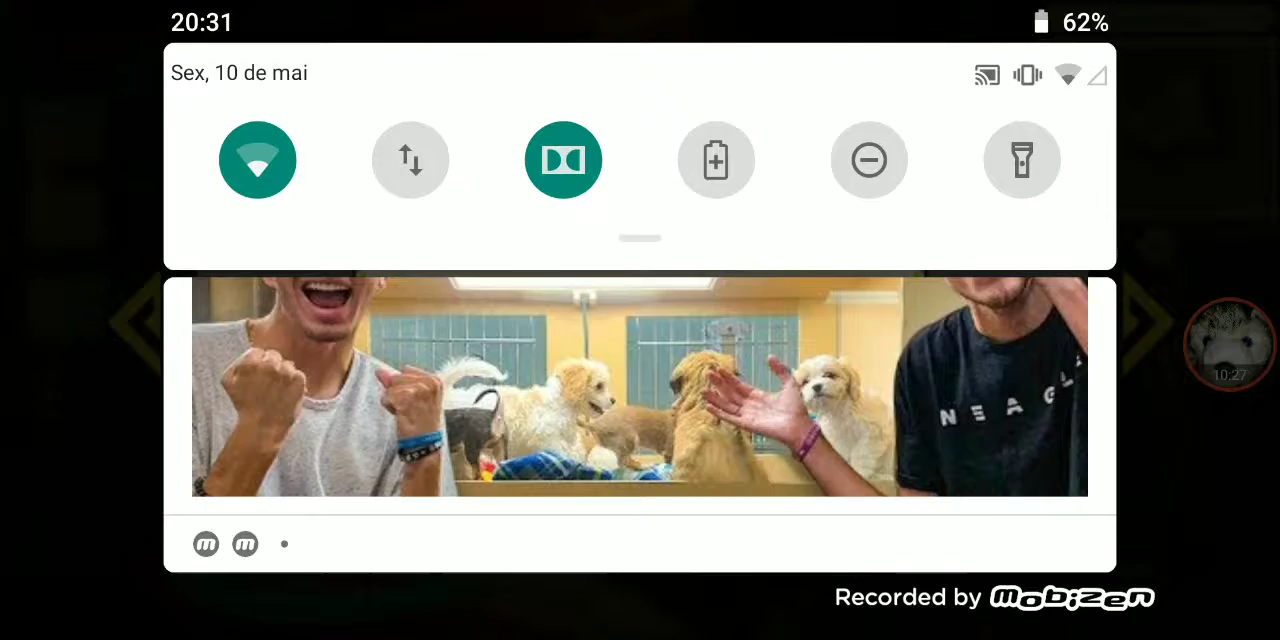 20:31
62%
Sex, 10 de mai
N E A G L
10:27
m m
Recorded by mobizen